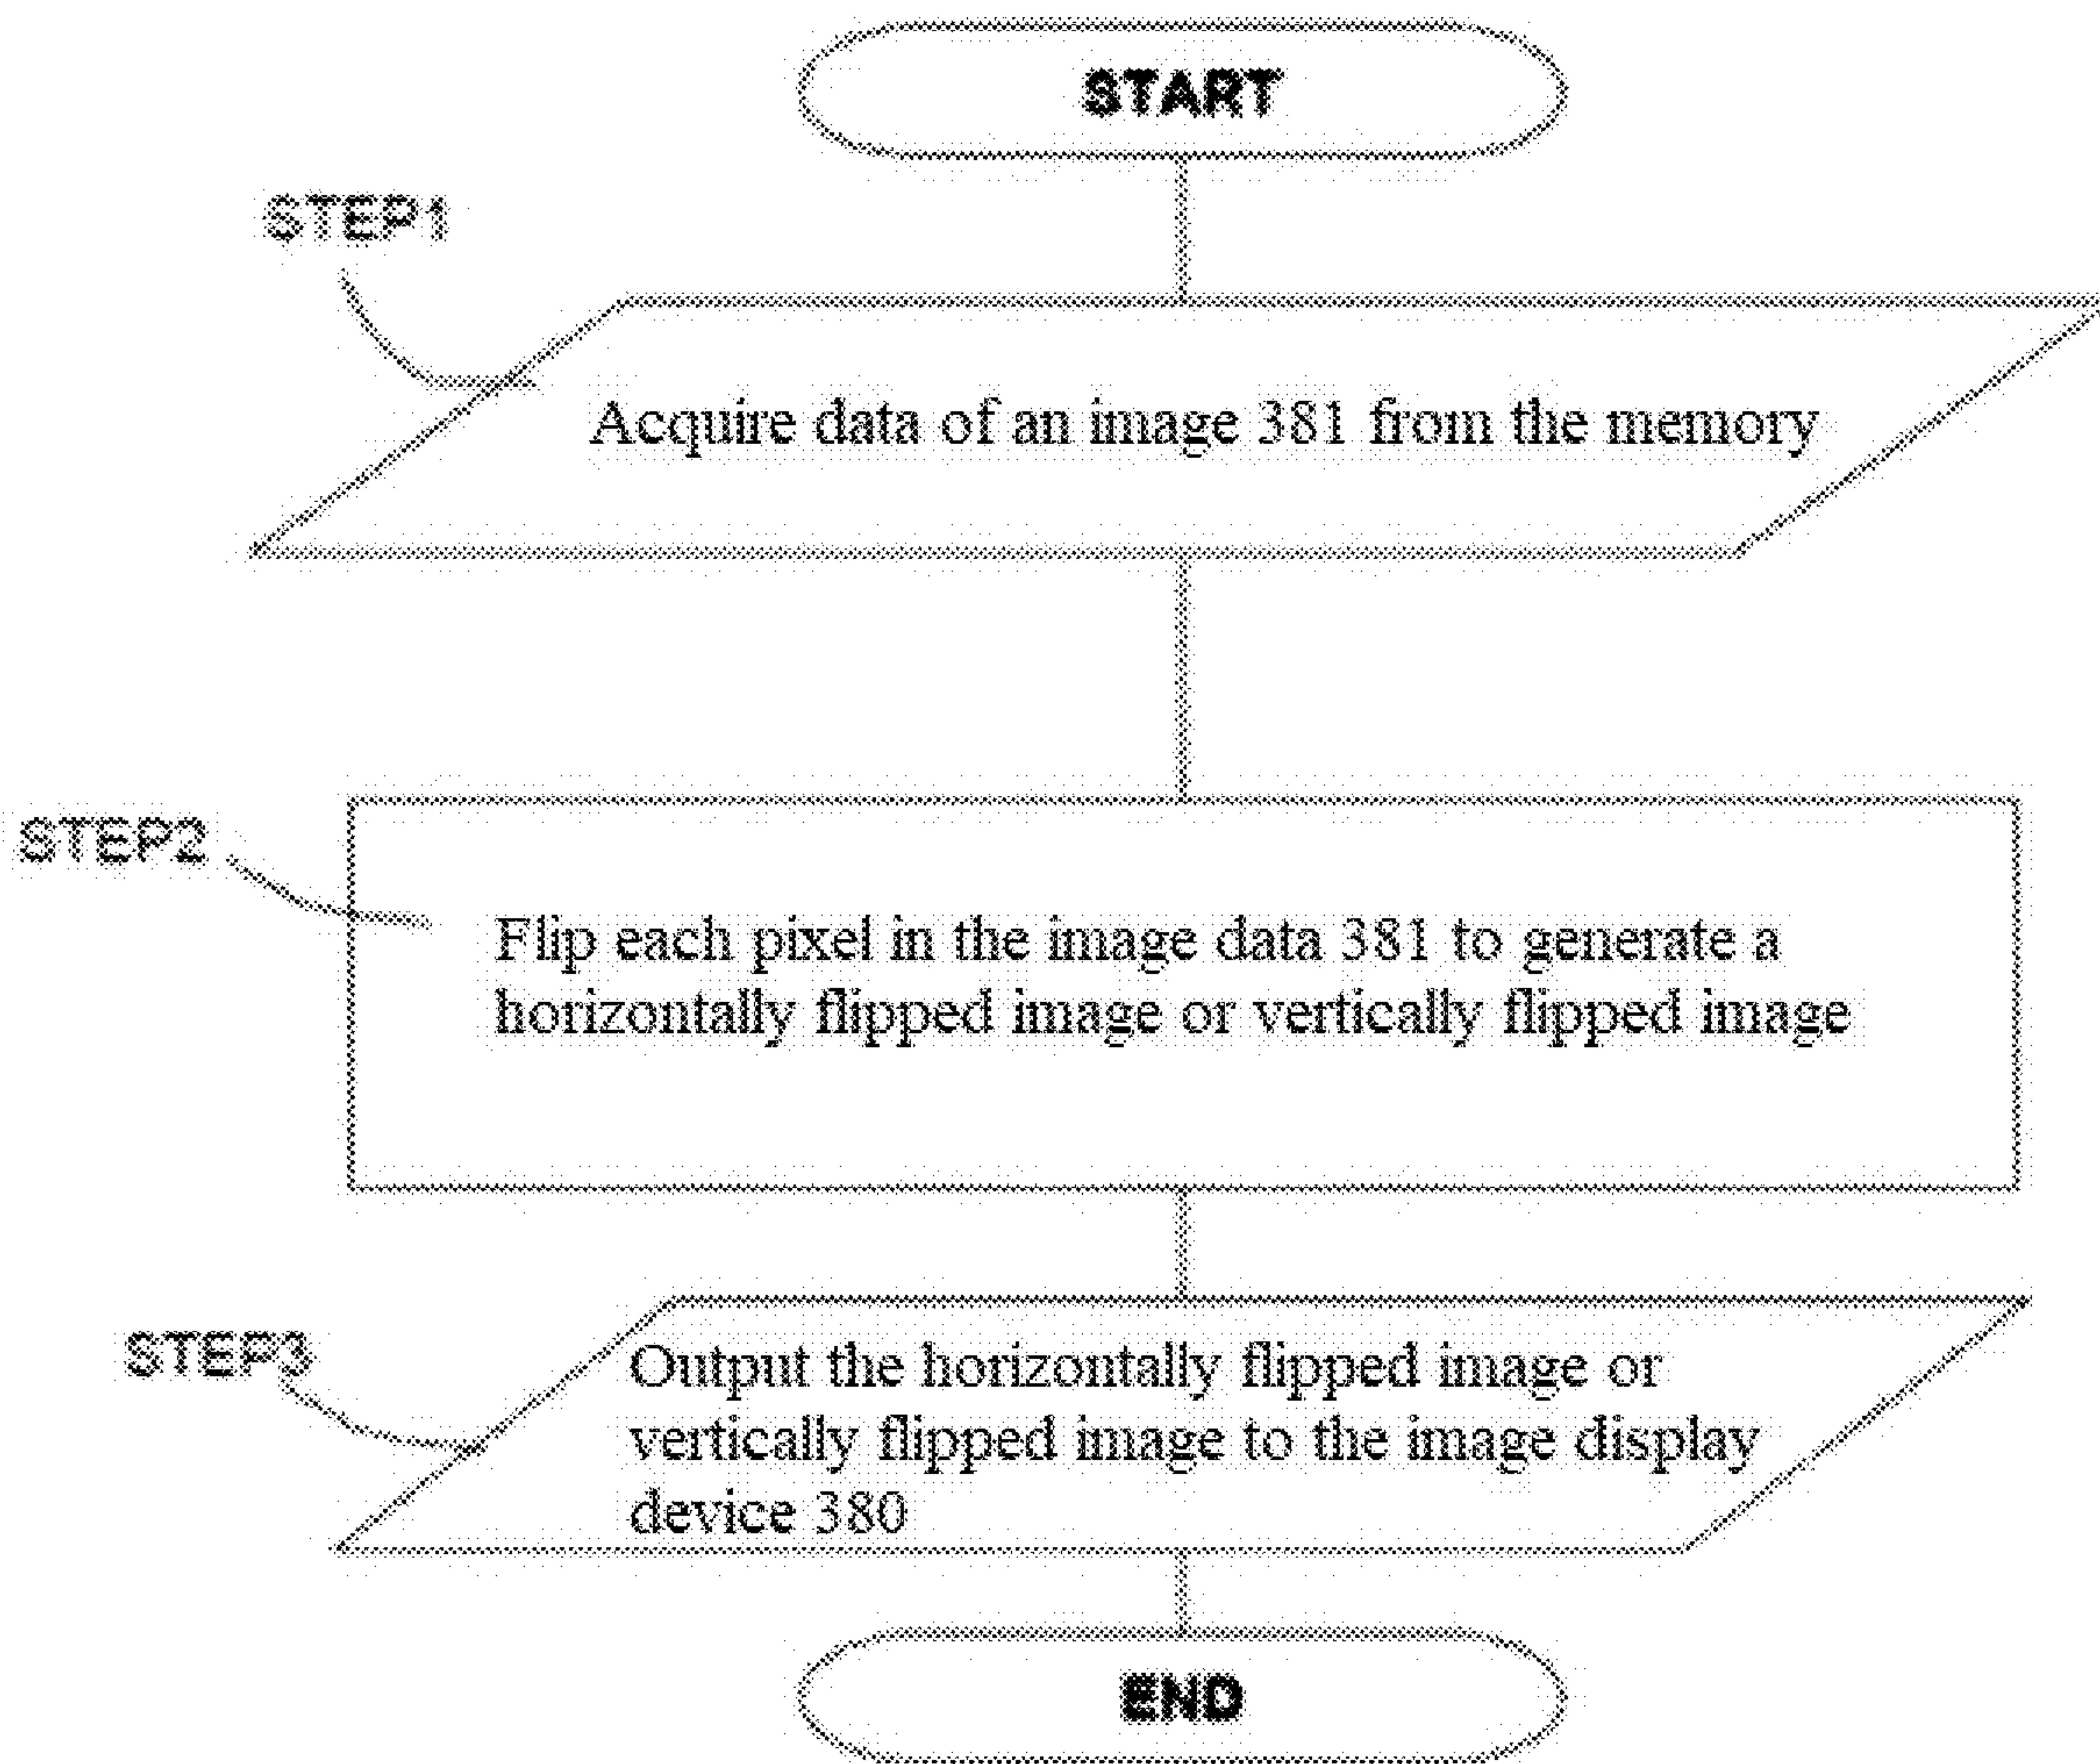 START
STEP1
Acquire data of an image 381 from the memory
STEP2
Flip each pixel in the image data 381 to generate a
horizontally flipped image or vertically flipped image
STEP3
Output the horizontally flipped image or
vertically flipped image to the image display
device 380
END